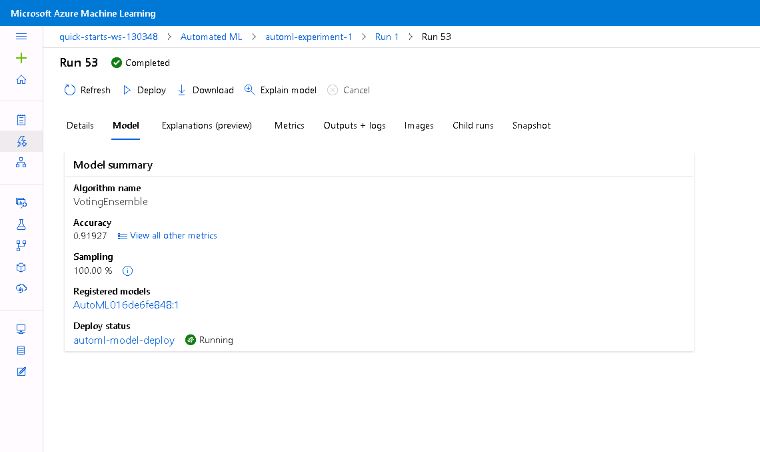 Microsoft Azure Machine Learning
quick-starts-ws-130348 > Automated ML > automl-experiment-1 > Run 1 > Run 53
Run 53 Completed
Refresh Deploy Download Explain model Cancel
Details Model Explanations (preview) Metrics Outputs + logs Images Child runs Snapshot
Model summary
Algorithm name
VotingEnsemble
Accuracy
0.91927 View all other metrics
Sampling
100.00 %
Registered models
AutoML016de6fe848:1
Deploy status
automl-model-deploy Running